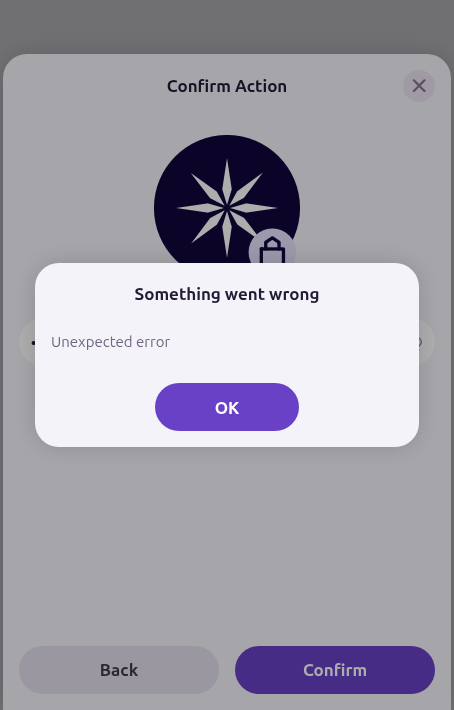 Confirm Action
Something went wrong
Unexpected error
OK
Back
Confirm